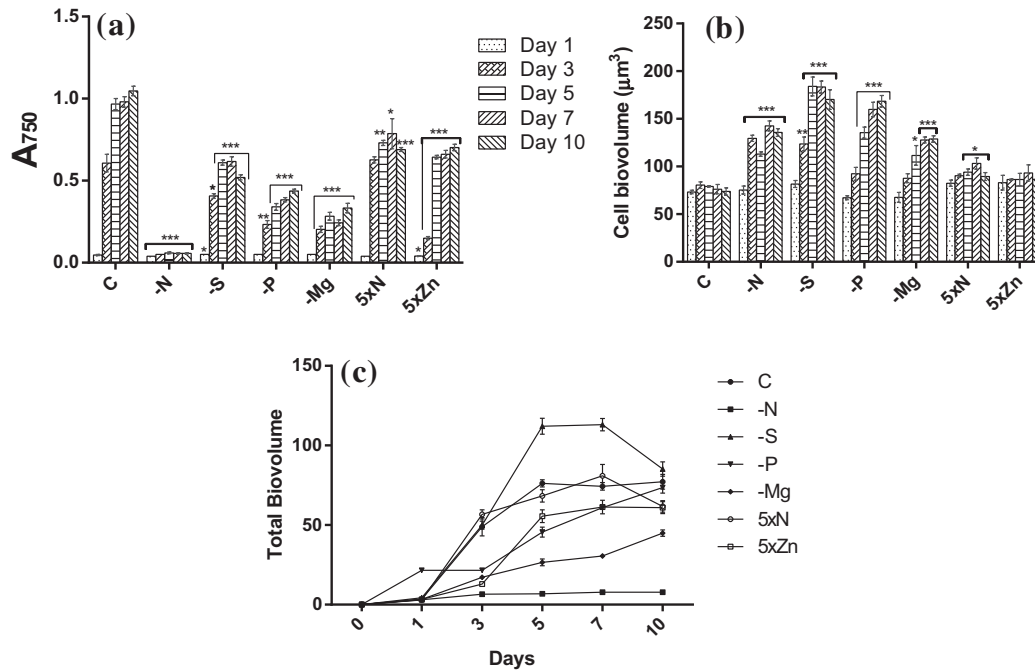 (a)
1.5
1.0
0.5
0.0
A750
***
* * ***
** ***
***
** * ***
* ***
C -N -S -P -Mg 5xN 5xZn
Day 1
Day 3
Day 5
Day 7
Day 10
(b)
250
200
150
100
50
0
Cell biovolume (µm³)
***
** ***
***
* ***
*
C -N -S -P -Mg 5xN 5xZn
(c)
150
100
50
0
Total Biovolume
0 1 3 5 7 10
Days
C
-N
-S
-P
-Mg
5xN
5xZn